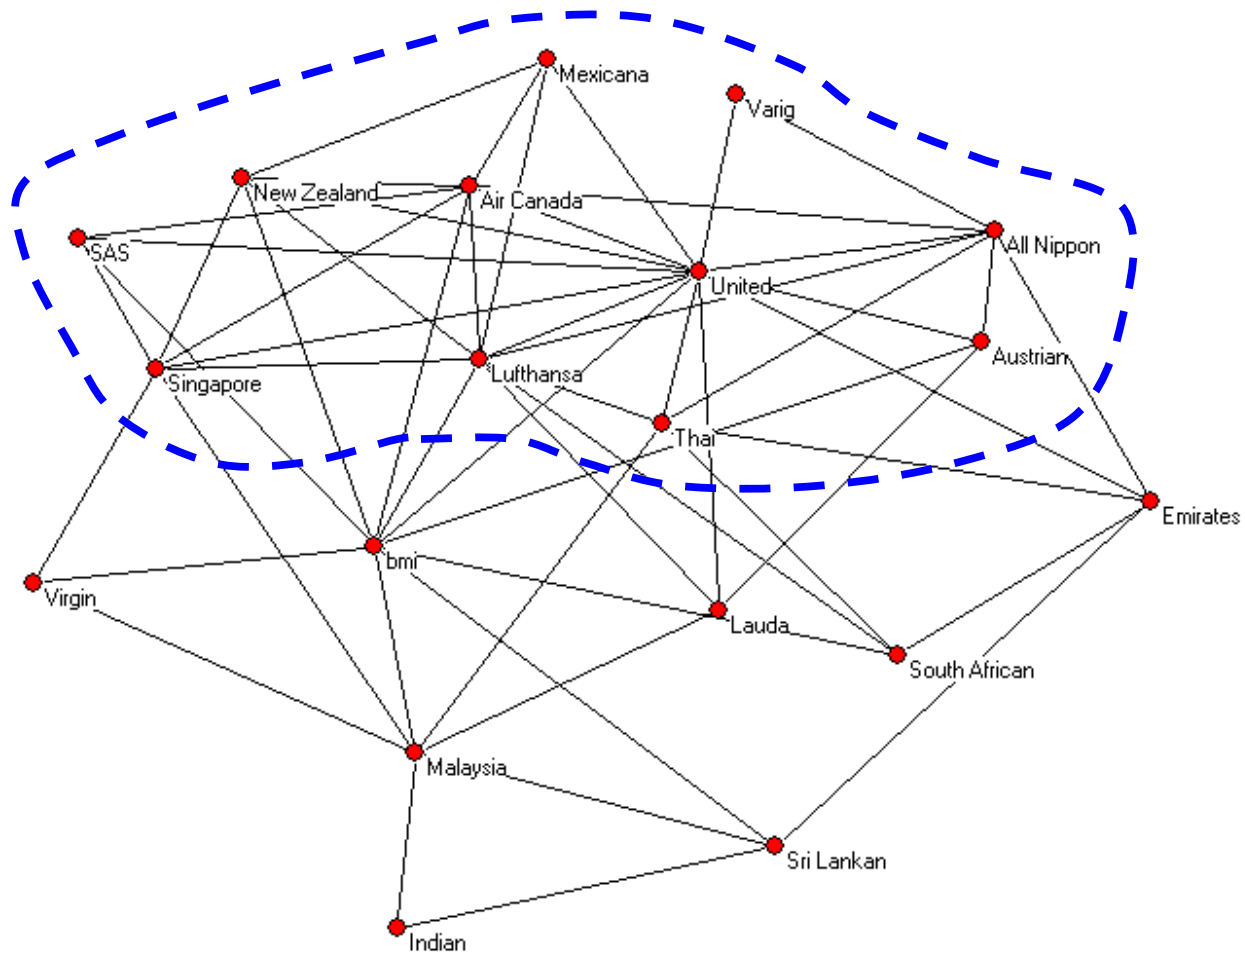 Mexicana
Varig
New Zealand
Air Canada
SAS
All Nippon
United
Austrian
Singapore
Lufthansa
Thai
Emirates
bmi
Virgin
Lauda
South African
Malaysia
Sri Lankan
Indian